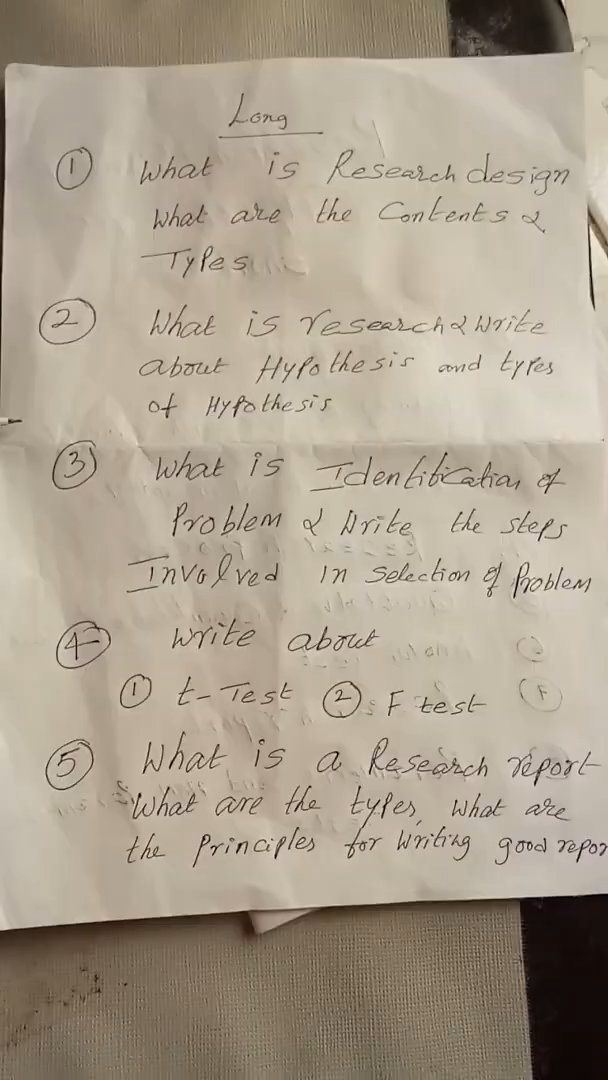 Long
① What is Research design
What are the Contents &
Types
② What is research & Write
about Hypothesis and types
of Hypothesis
③ What is Identification of
Problem & Write the steps
Involved in Selection of Problem
④ Write about
① t-Test ② F test
⑤ What is a Research report
What are the types, What are
the Principles for Writing good repor